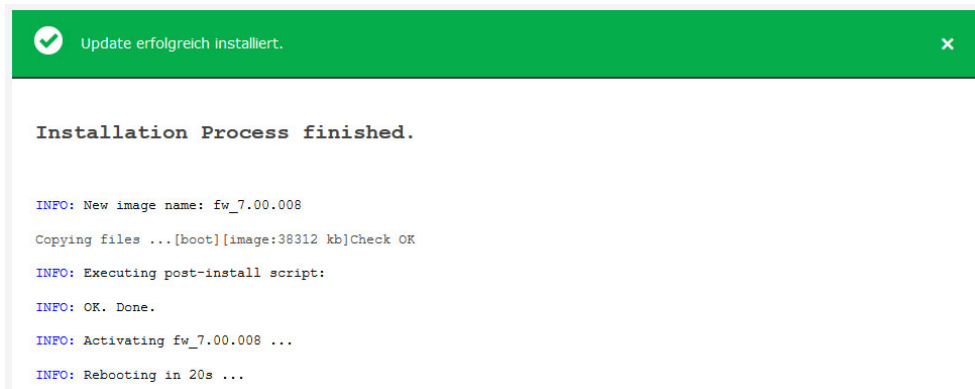 Update erfolgreich installiert.
Installation Process finished.
INFO: New image name: fw_7.00.008
Copying files ...[boot][image:38312 kb]Check OK
INFO: Executing post-install script:
INFO: OK. Done.
INFO: Activating fw_7.00.008 ...
INFO: Rebooting in 20s ...